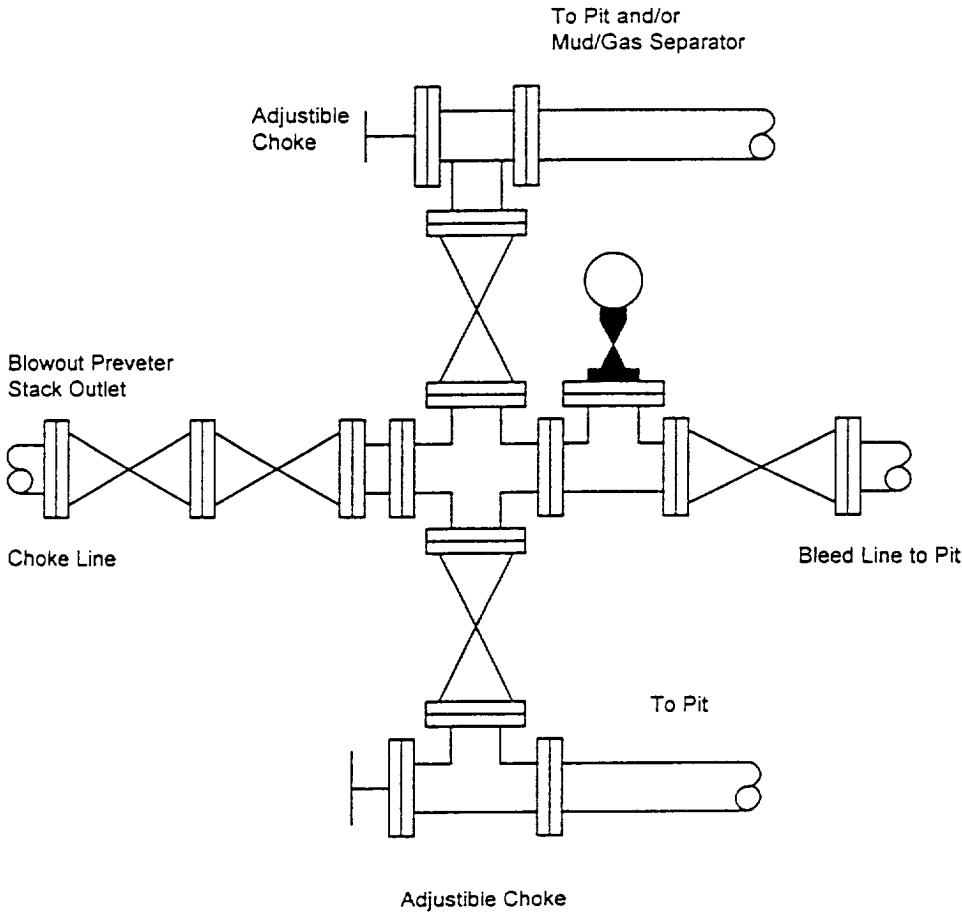 To Pit and/or
Mud/Gas Separator
Adjustible
Choke
Blowout Preveter
Stack Outlet
Choke Line
Bleed Line to Pit
To Pit
Adjustible Choke